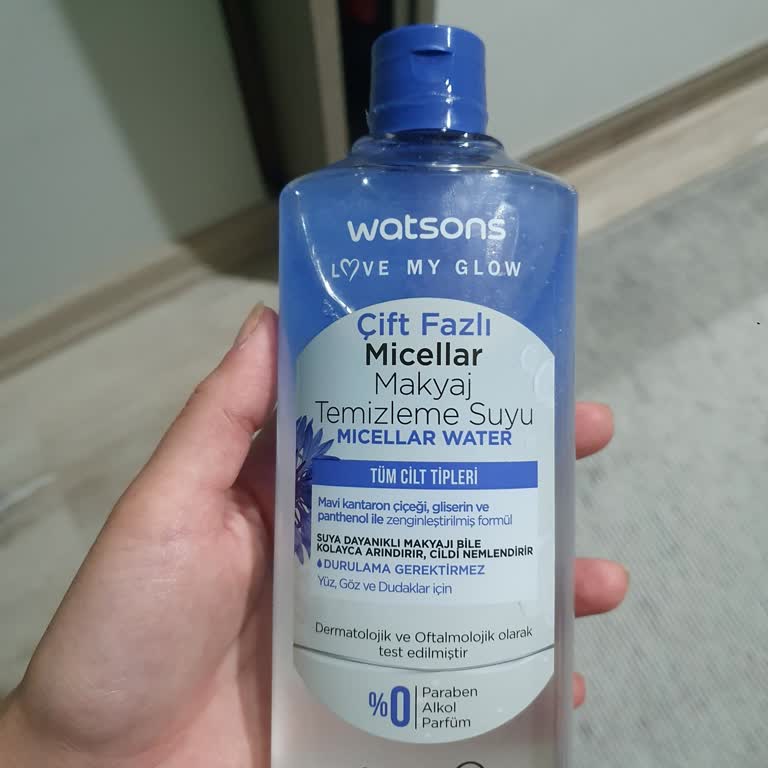 watsons
LOVE MY GLOW
Çift Fazlı
Micellar
Makyaj
Temizleme Suyu
MICELLAR WATER
TÜM CİLT TİPLERİ
Mavi kantaron çiçeği, gliserin ve
panthenol ile zenginleştirilmiş formül
SUYA DAYANIKLI MAKYAJI BİLE
KOLAYCA ARINDIRIR, CİLDİ NEMLENDİRİR
DURULAMA GEREKTİRMEZ
Yüz, Göz ve Dudaklar için
Dermatolojik ve Oftalmolojik olarak
test edilmiştir
%0
Paraben
Alkol
Parfüm